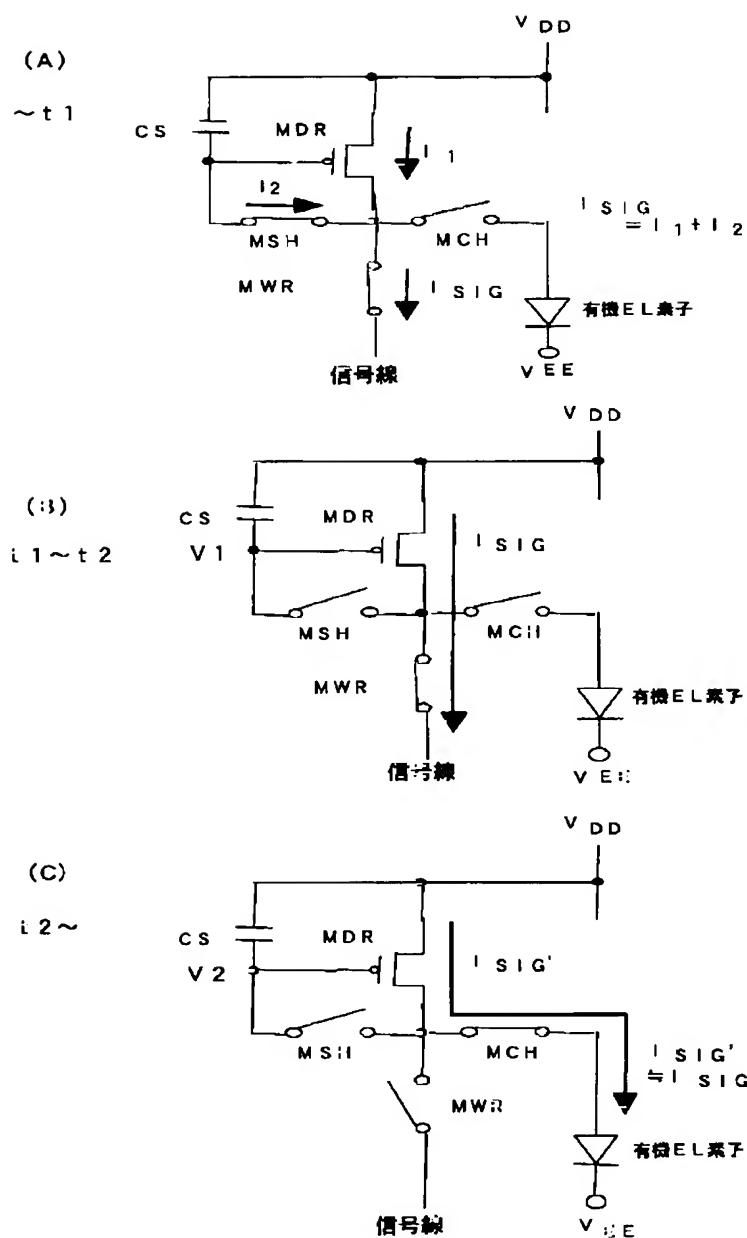 (A)
~t1
VDD
CS
MDR
I1
I2
MSH
MCH
ISIG
=I1+I2
MWR
ISIG
有機EL素子
VEE
信号線
VDD
(B)
t1~t2
CS
MDR
V1
ISIG
MSH
MCH
MWR
有機EL素子
VEE
信号線
VDD
(C)
t2~
CS
MDR
V2
ISIG'
MSH
MCH
ISIG'
≒ISIG
MWR
有機EL素子
VEE
信号線